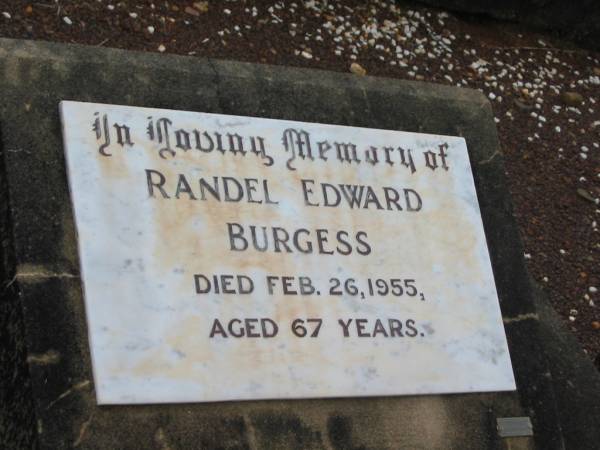 In Loving Memory of
RANDEL EDWARD
BURGESS
DIED FEB. 26, 1955,
AGED 67 YEARS.